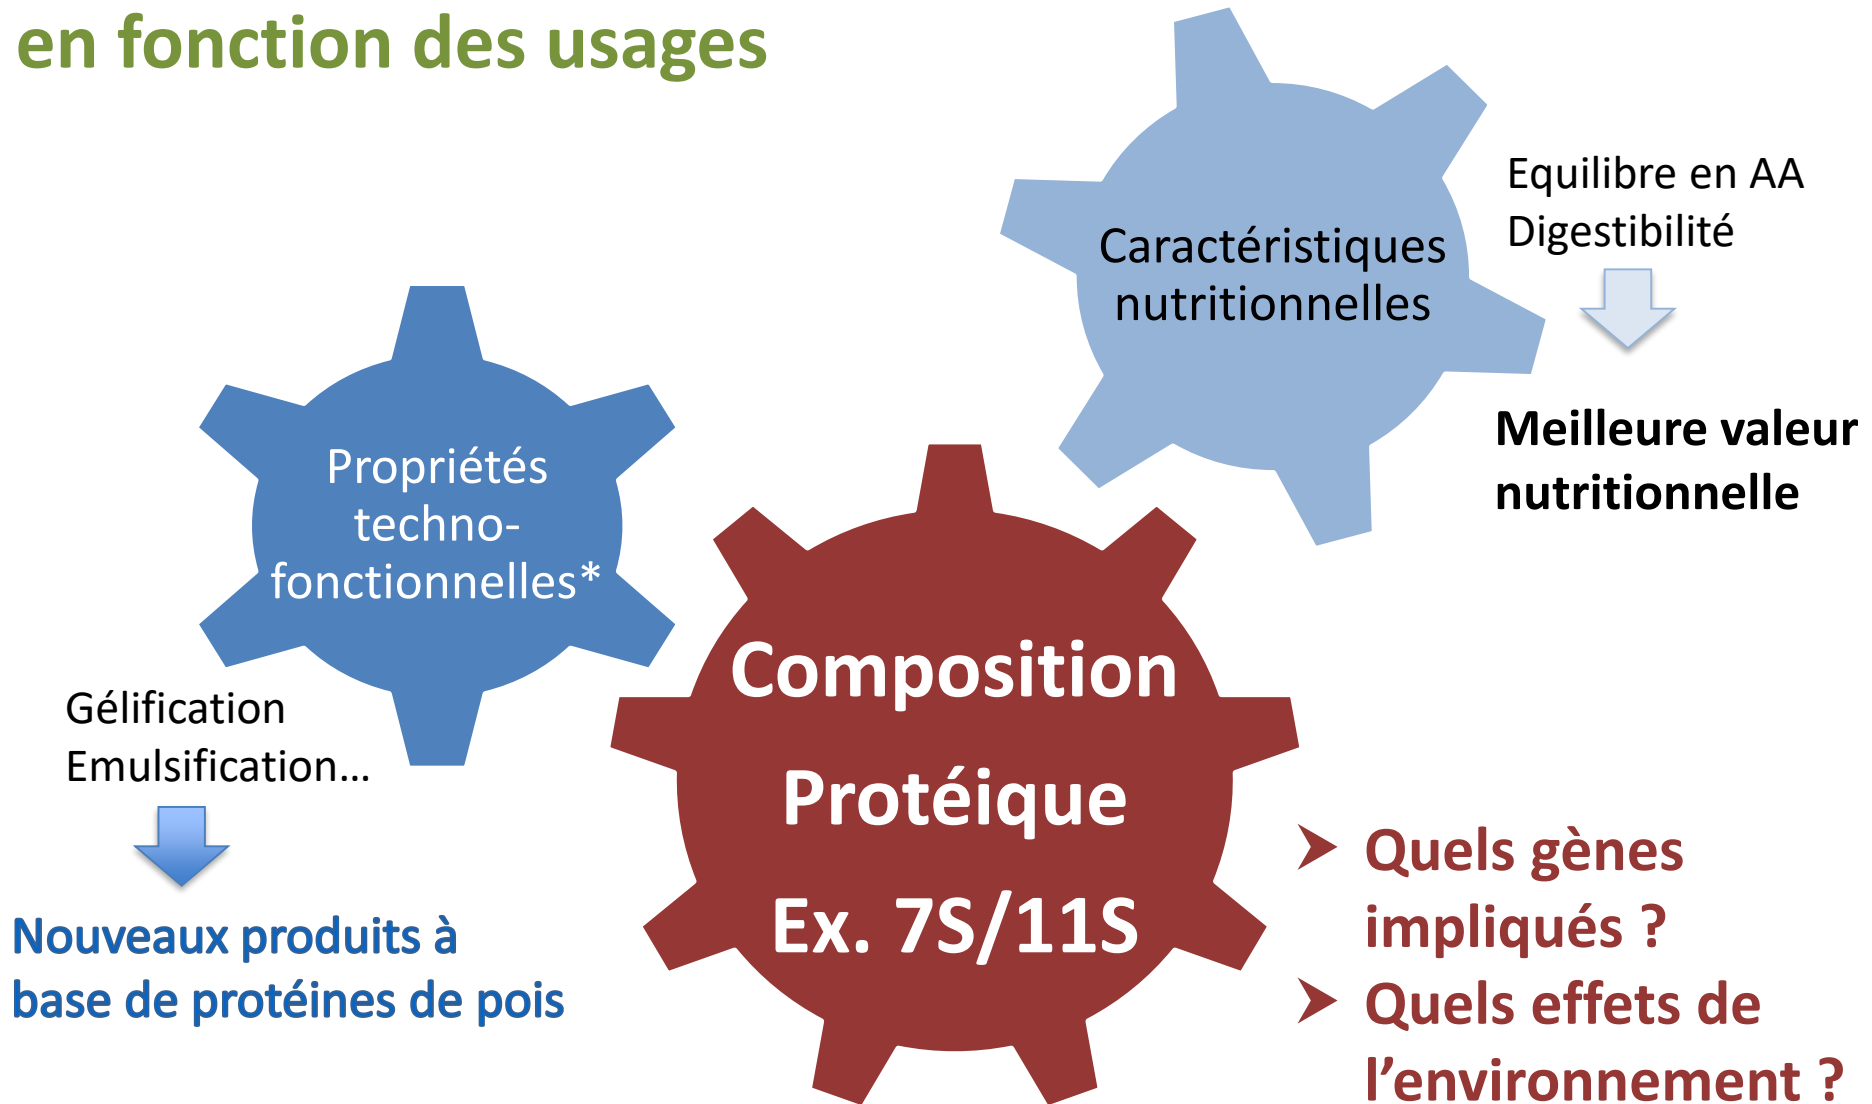 en fonction des usages
Equilibre en AA
Digestibilité
Caractéristiques
nutritionnelles
Meilleure valeur
nutritionnelle
Propriétés
techno-
fonctionnelles*
Gélification
Emulsification…
Nouveaux produits à
base de protéines de pois
Composition
Protéique
Ex. 7S/11S
➤ Quels gènes
impliqués ?
➤ Quels effets de
l’environnement ?